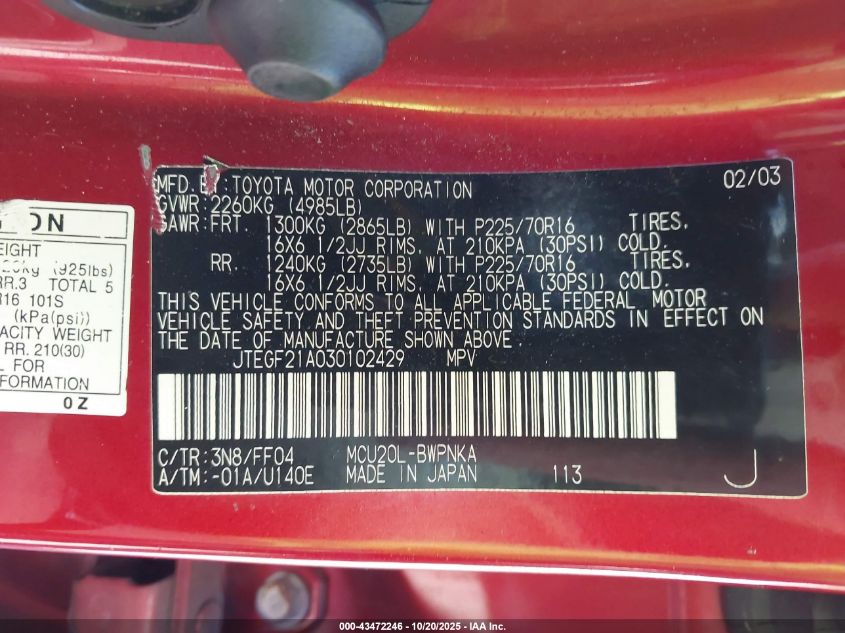 MFD. BY: TOYOTA MOTOR CORPORATION 02/03
GVWR: 2260KG (4985LB)
GAWR: FRT. 1300KG (2865LB) WITH P225/70R16 TIRES.
16X6 1/2JJ RIMS. AT 210KPA (30PSI) COLD.
RR. 1240KG (2735LB) WITH P225/70R16 TIRES.
16X6 1/2JJ RIMS. AT 210KPA (30PSI) COLD.
THIS VEHICLE CONFORMS TO ALL APPLICABLE FEDERAL MOTOR
VEHICLE SAFETY AND THEFT PREVENTION STANDARDS IN EFFECT ON
THE DATE OF MANUFACTURE SHOWN ABOVE.
JTEGF21A030102429 MPV
C/TR: 3N8/FF04 MCU20L-BWPNKA
A/TM: -01A/U140E MADE IN JAPAN 113 J
ON
EIGHT
(925lbs)
RR.3 TOTAL 5
R16 101S
(kPa(psi))
ACITY WEIGHT
RR. 210(30)
L FOR
FORMATION
0Z
000-43472246 - 10/20/2025 - IAA Inc.